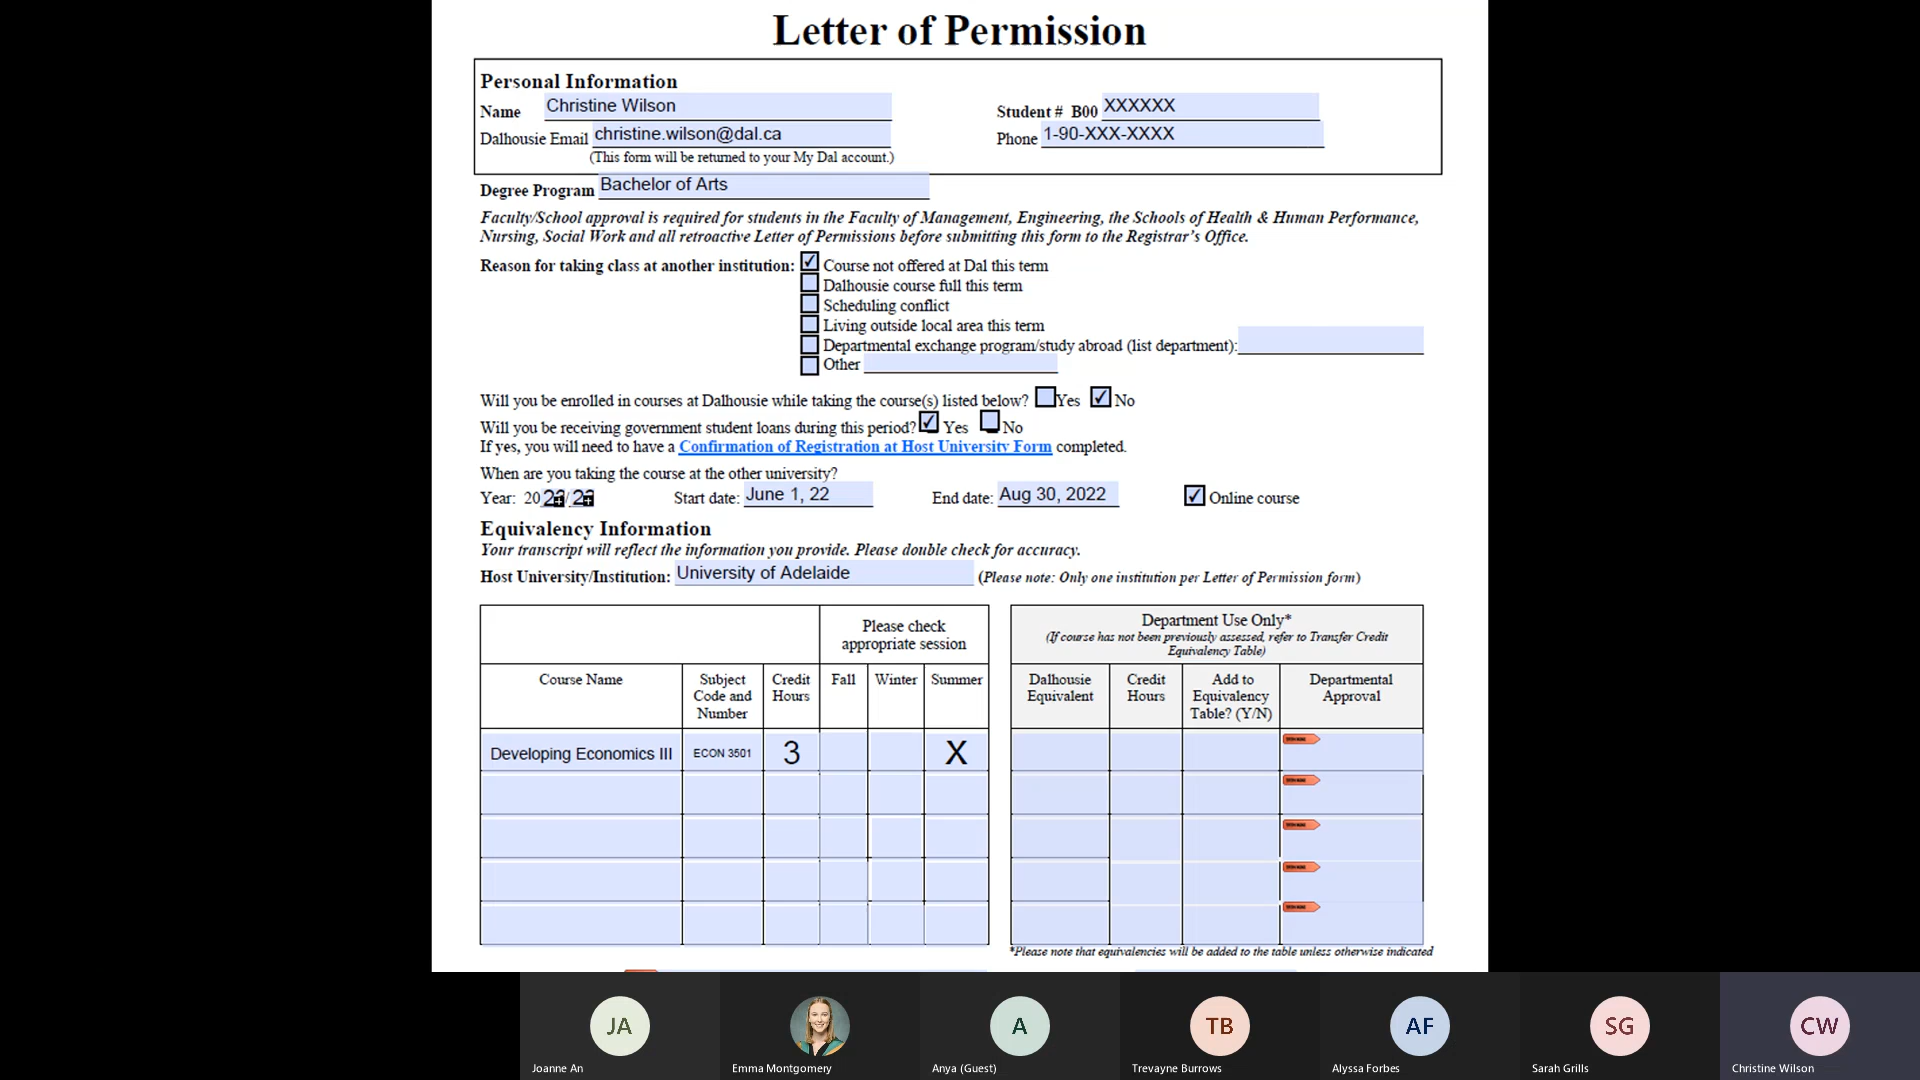 Letter of Permission
Personal Information
Name Christine Wilson Student # B00 XXXXXX
Dalhousie Email christine.wilson@dal.ca Phone 1-90-XXX-XXXX
(This form will be returned to your My Dal account.)
Degree Program Bachelor of Arts
Faculty/School approval is required for students in the Faculty of Management, Engineering, the Schools of Health & Human Performance,
Nursing, Social Work and all retroactive Letter of Permissions before submitting this form to the Registrar's Office.
Reason for taking class at another institution: Course not offered at Dal this term
Dalhousie course full this term
Scheduling conflict
Living outside local area this term
Departmental exchange program/study abroad (list department):
Other
Will you be enrolled in courses at Dalhousie while taking the course(s) listed below? Yes No
Will you be receiving government student loans during this period? Yes No
If yes, you will need to have a Confirmation of Registration at Host University Form completed.
When are you taking the course at the other university?
Year: 20 / Start date: June 1, 22 End date: Aug 30, 2022 Online course
Equivalency Information
Your transcript will reflect the information you provide. Please double check for accuracy.
Host University/Institution: University of Adelaide (Please note: Only one institution per Letter of Permission form)
Please check
appropriate session
Course Name
Subject
Code and
Number
Credit
Hours
Fall
Winter
Summer
Developing Economics III ECON 3501 3 X
Department Use Only*
(If course has not been previously assessed, refer to Transfer Credit
Equivalency Table)
Dalhousie
Equivalent
Credit
Hours
Add to
Equivalency
Table? (Y/N)
Departmental
Approval
*Please note that equivalencies will be added to the table unless otherwise indicated
JA
A
TB
AF
SG
CW
Joanne An
Emma Montgomery
Anya (Guest)
Trevayne Burrows
Alyssa Forbes
Sarah Grills
Christine Wilson